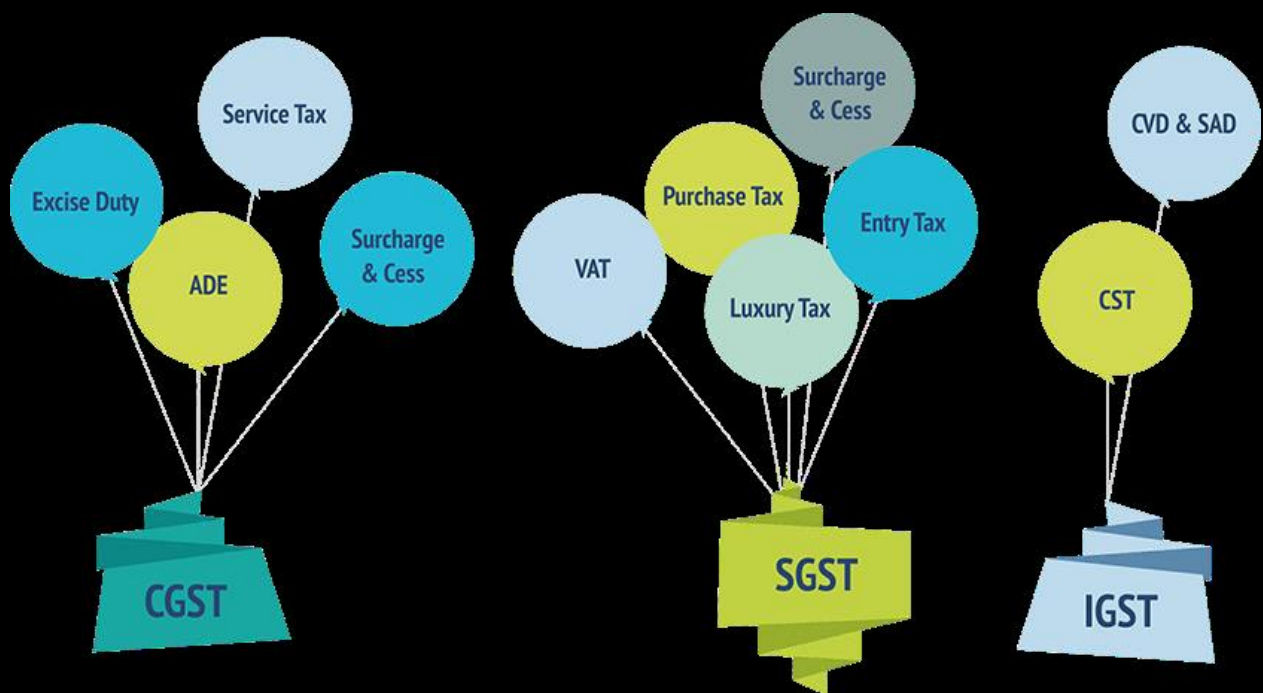 Service Tax
Excise Duty
ADE
Surcharge
& Cess
CGST
Surcharge
& Cess
Purchase Tax
Entry Tax
VAT
Luxury Tax
SGST
CVD & SAD
CST
IGST